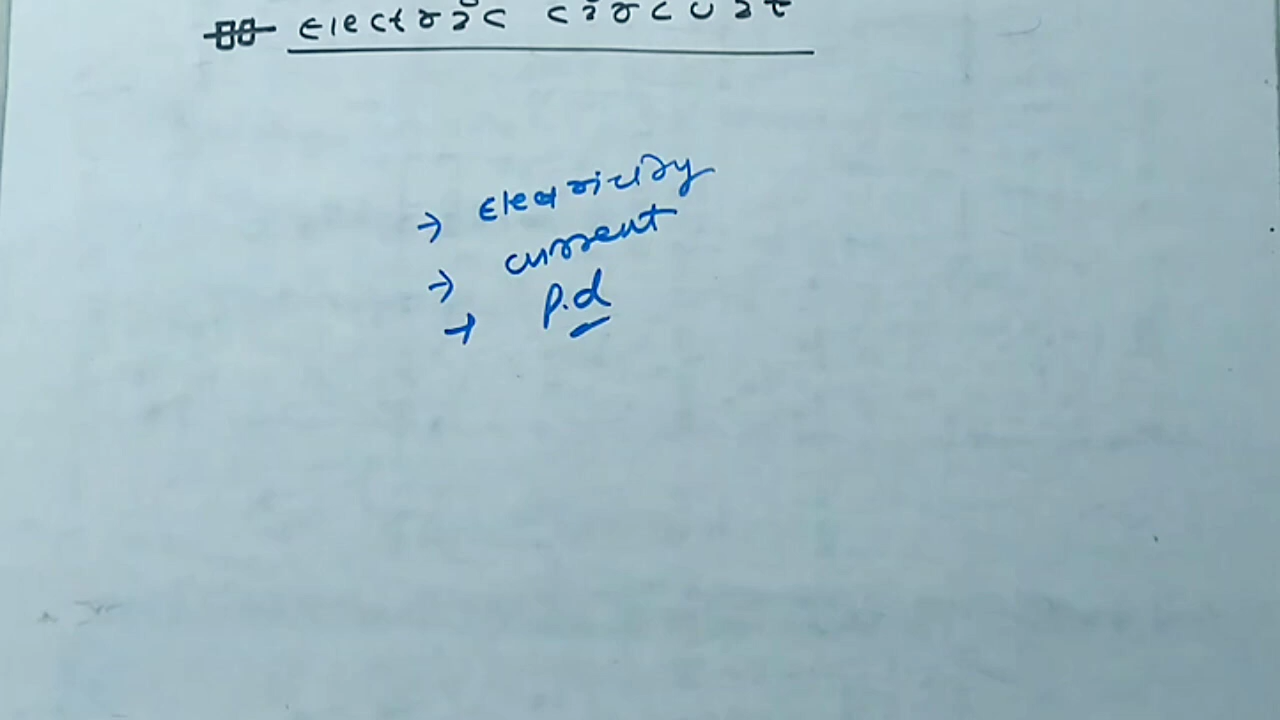 Electric circuit
→ Electricity
→ current
→ P.d